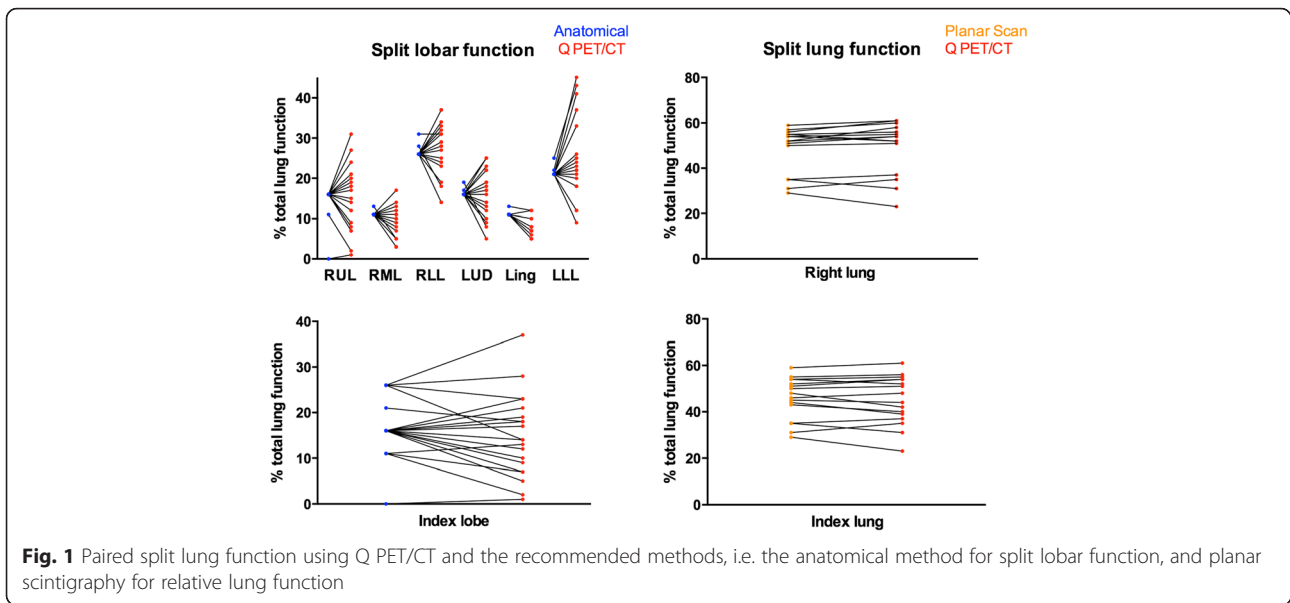 Split lobar function
Anatomical
Q PET/CT
% total lung function
40
30
20
10
0
RUL RML RLL LUD Ling LLL
Split lung function
Planar Scan
Q PET/CT
% total lung function
80
60
40
20
0
Right lung
% total lung function
40
30
20
10
0
Index lobe
% total lung function
80
60
40
20
0
Index lung
Fig. 1 Paired split lung function using Q PET/CT and the recommended methods, i.e. the anatomical method for split lobar function, and planar
scintigraphy for relative lung function